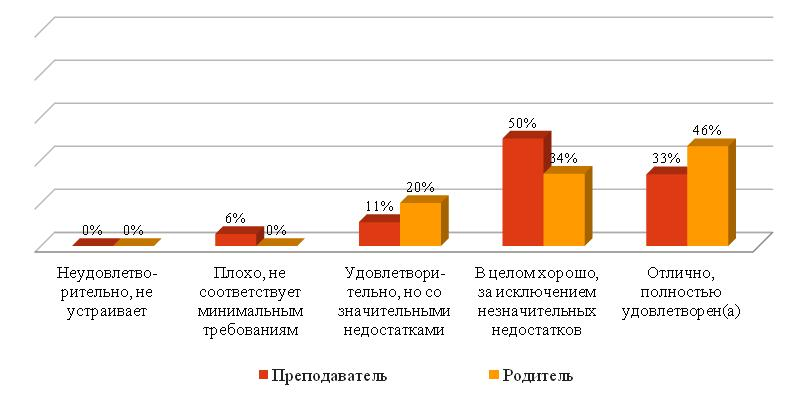 50%
46%
34%
33%
20%
11%
6%
0% 0%
0%
Неудовлетво-
рительно, не
устраивает
Плохо, не
соответствует
минимальным
требованиям
Удовлетвори-
тельно, но со
значительными
недостатками
В целом хорошо,
за исключением
незначительных
недостатков
Отлично,
полностью
удовлетворен(а)
Преподаватель
Родитель